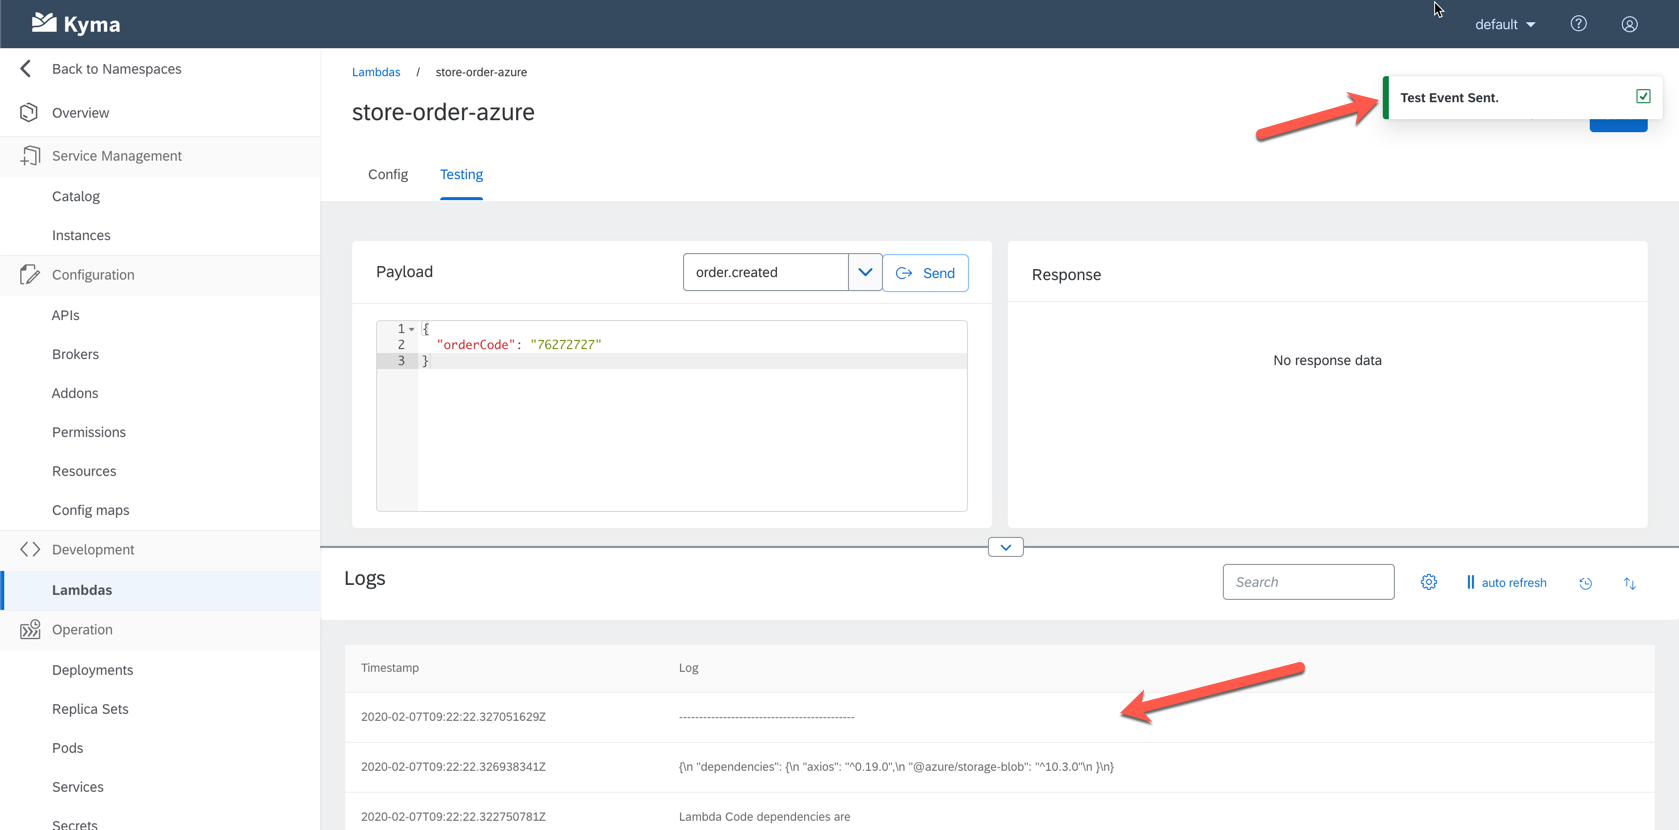 Kyma
default
Back to Namespaces
Overview
Service Management
Catalog
Instances
Configuration
APIs
Brokers
Addons
Permissions
Resources
Config maps
Development
Lambdas
Operation
Deployments
Replica Sets
Pods
Services
Secrets
Lambdas / store-order-azure
store-order-azure
Test Event Sent.
Config Testing
Payload
order.created
Send
1 {
2 "orderCode": "76272727"
3 }
Response
No response data
Logs
Search
auto refresh
Timestamp Log
2020-02-07T09:22:22.327051629Z --------------------------------------------
2020-02-07T09:22:22.326938341Z {\n "dependencies": {\n "axios": "^0.19.0",\n "@azure/storage-blob": "^10.3.0"\n }\n}
2020-02-07T09:22:22.322750781Z Lambda Code dependencies are